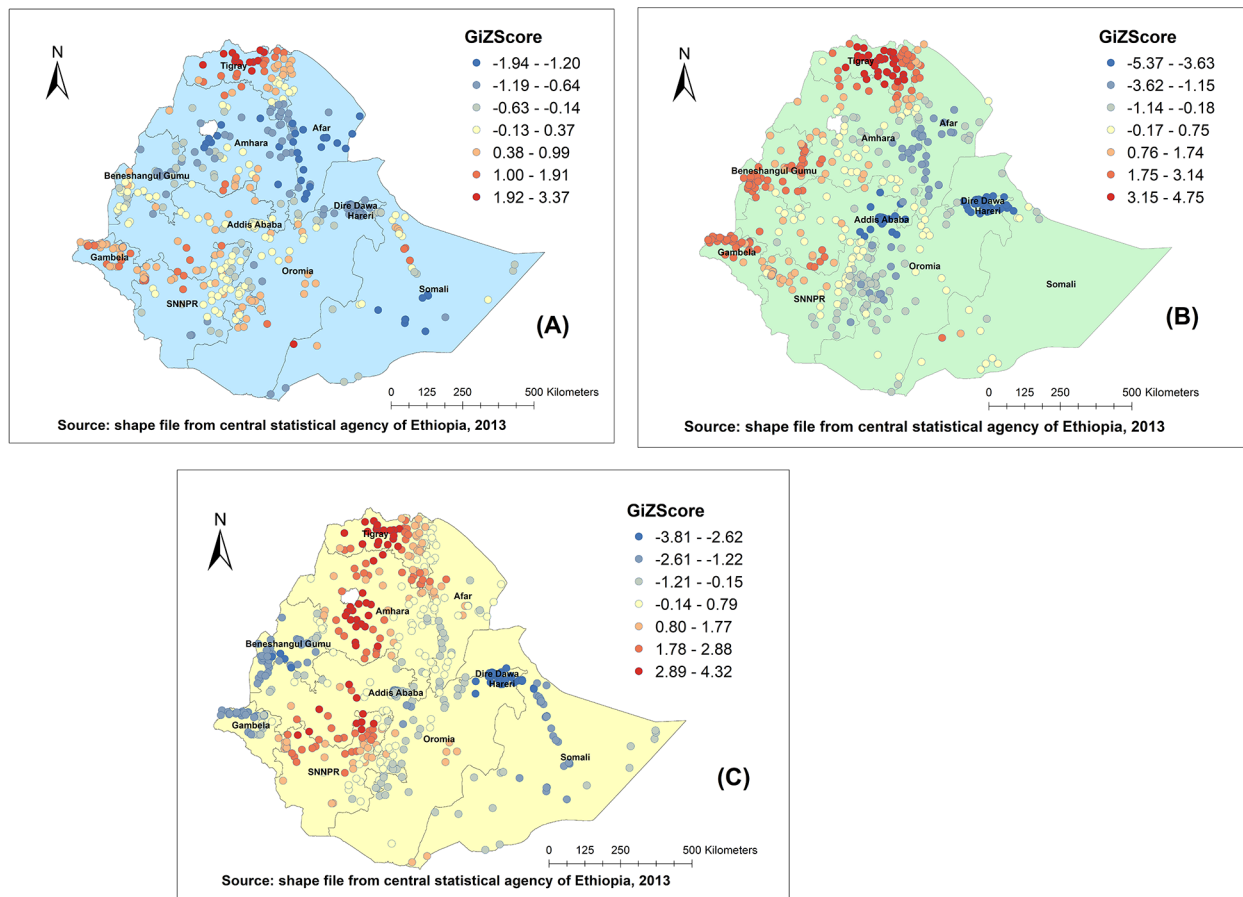 N
GiZScore
-1.94 - -1.20
-1.19 - -0.64
-0.63 - -0.14
-0.13 - 0.37
0.38 - 0.99
1.00 - 1.91
1.92 - 3.37
Tigray
Afar
Amhara
Beneshangul Gumu
Dire Dawa
Hareri
Addis Ababa
Gambela
Oromia
Somali
SNNPR
(A)
0 125 250 500 Kilometers
Source: shape file from central statistical agency of Ethiopia, 2013
N
GiZScore
-5.37 - -3.63
-3.62 - -1.15
-1.14 - -0.18
-0.17 - 0.75
0.76 - 1.74
1.75 - 3.14
3.15 - 4.75
Tigray
Afar
Amhara
Beneshangul Gumu
Dire Dawa
Hareri
Addis Ababa
Gambela
Oromia
Somali
SNNPR
(B)
0 125 250 500 Kilometers
Source: shape file from central statistical agency of Ethiopia, 2013
N
GiZScore
-3.81 - -2.62
-2.61 - -1.22
-1.21 - -0.15
-0.14 - 0.79
0.80 - 1.77
1.78 - 2.88
2.89 - 4.32
Tigray
Afar
Amhara
Beneshangul Gumu
Dire Dawa
Hareri
Addis Ababa
Gambela
Oromia
Somali
SNNPR
(C)
0 125 250 500 Kilometers
Source: shape file from central statistical agency of Ethiopia, 2013